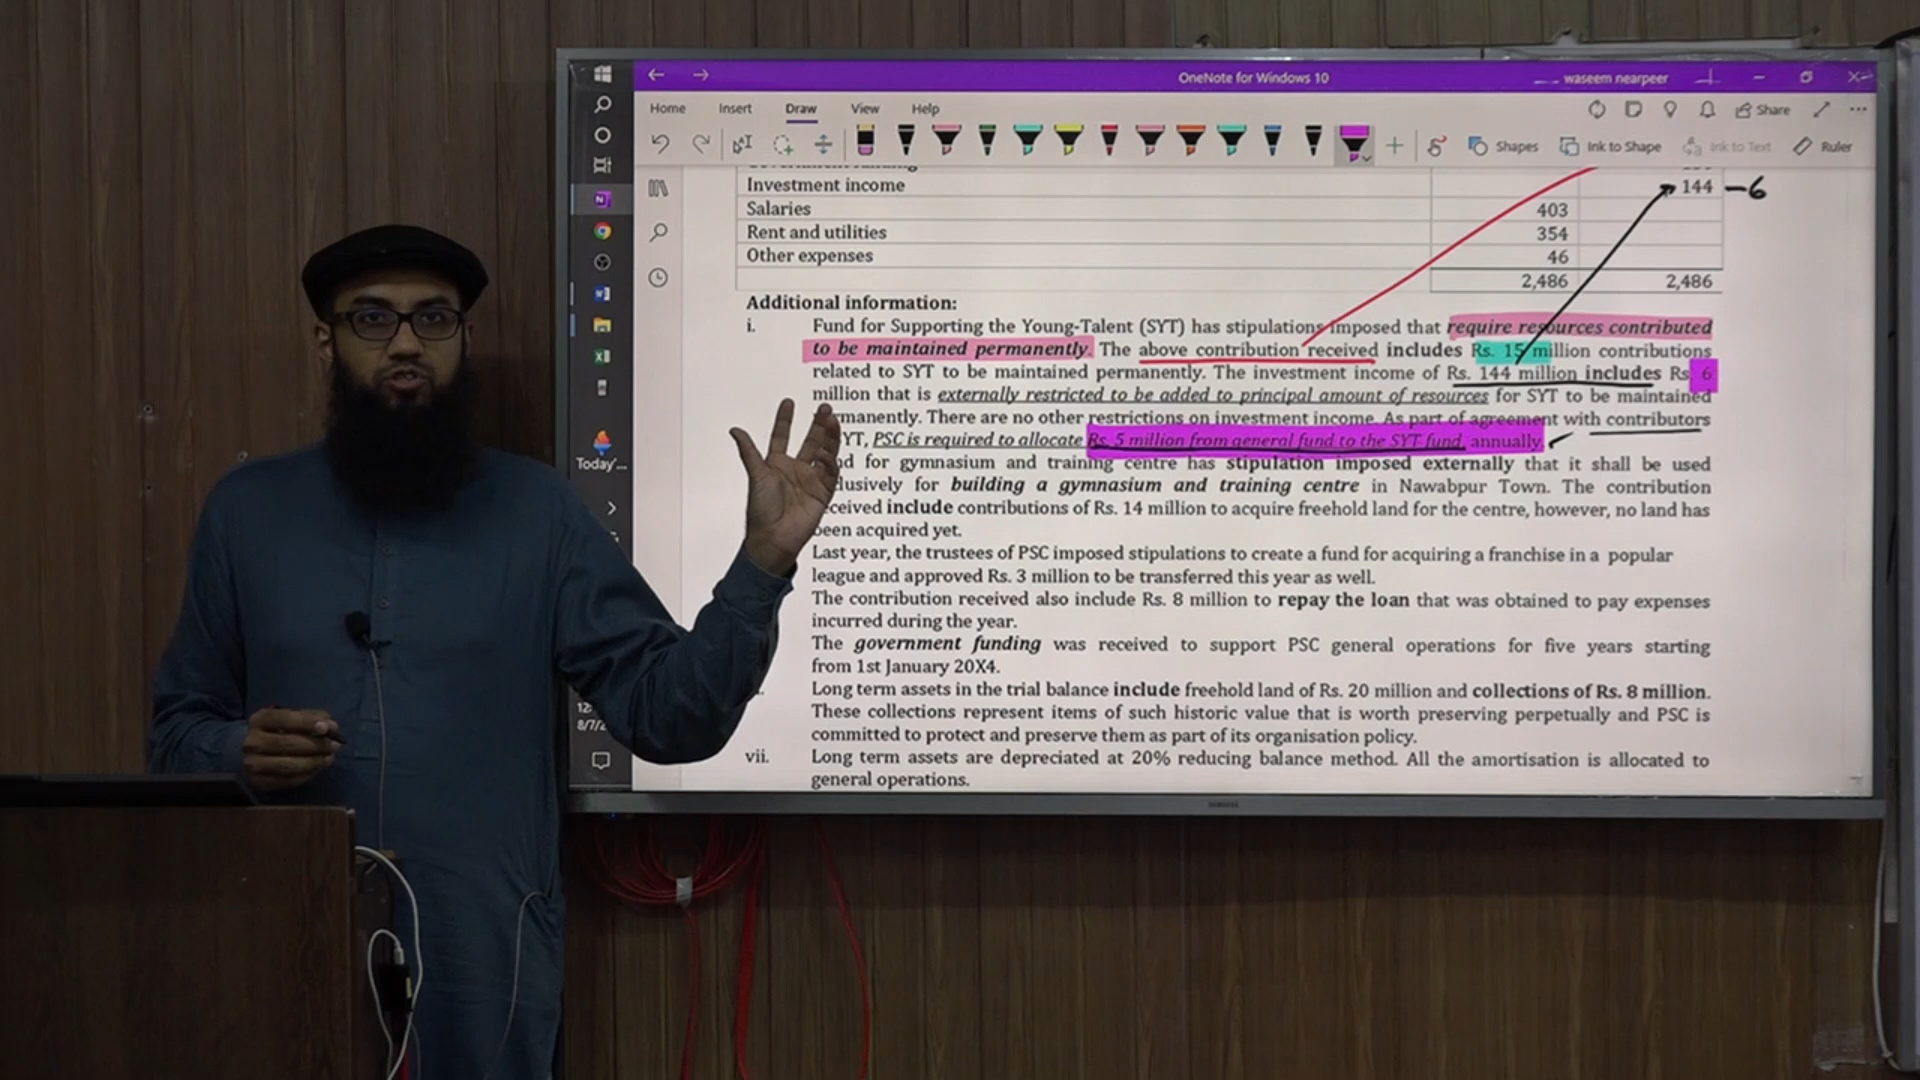 OneNote for Windows 10
waseem nearpeer
Home Insert Draw View Help
Share
Shapes
Ink to Shape
Ink to Text
Ruler
Investment income 144 –6
Salaries 403
Rent and utilities 354
Other expenses 46
2,486 2,486
Additional information:
i. Fund for Supporting the Young-Talent (SYT) has stipulations imposed that require resources contributed
to be maintained permanently. The above contribution received includes Rs. 15 million contributions
related to SYT to be maintained permanently. The investment income of Rs. 144 million includes Rs 6
million that is externally restricted to be added to principal amount of resources for SYT to be maintained
rmanently. There are no other restrictions on investment income. As part of agreement with contributors
YT, PSC is required to allocate Rs. 5 million from general fund to the SYT fund, annually.
nd for gymnasium and training centre has stipulation imposed externally that it shall be used
lusively for building a gymnasium and training centre in Nawabpur Town. The contribution
ceived include contributions of Rs. 14 million to acquire freehold land for the centre, however, no land has
been acquired yet.
Last year, the trustees of PSC imposed stipulations to create a fund for acquiring a franchise in a popular
league and approved Rs. 3 million to be transferred this year as well.
The contribution received also include Rs. 8 million to repay the loan that was obtained to pay expenses
incurred during the year.
The government funding was received to support PSC general operations for five years starting
from 1st January 20X4.
Long term assets in the trial balance include freehold land of Rs. 20 million and collections of Rs. 8 million.
These collections represent items of such historic value that is worth preserving perpetually and PSC is
committed to protect and preserve them as part of its organisation policy.
vii. Long term assets are depreciated at 20% reducing balance method. All the amortisation is allocated to
general operations.
Today'...
12:
8/7/2
SAMSUNG